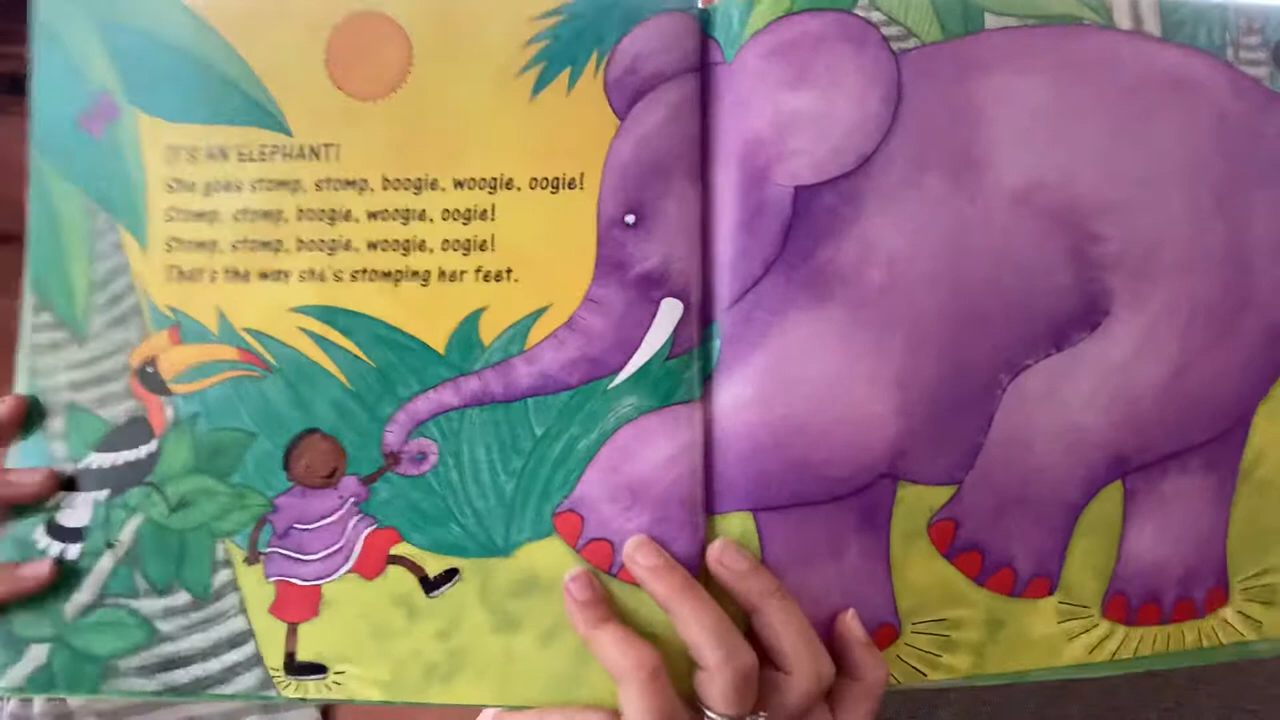 IT'S AN ELEPHANT!
She goes stomp, stomp, boogie, woogie, oogie!
Stomp, stomp, boogie, woogie, oogie!
Stomp, stomp, boogie, woogie, oogie!
That's the way she's stomping her feet.